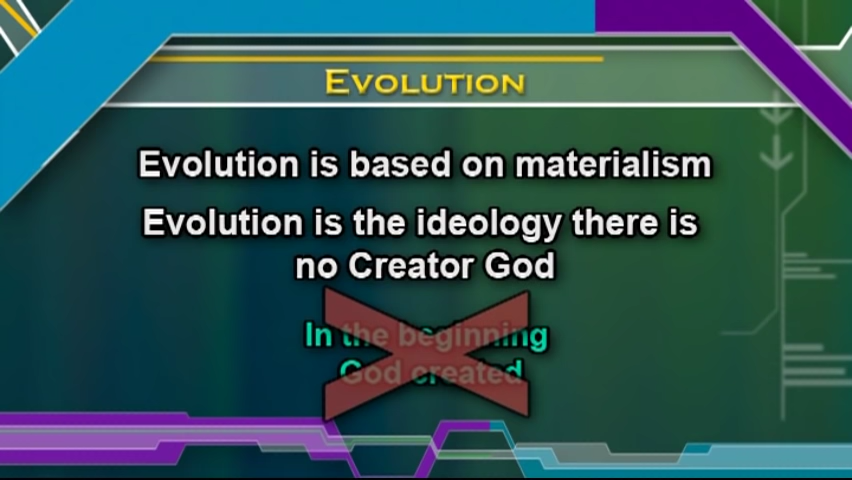 EVOLUTION
Evolution is based on materialism
Evolution is the ideology there is
no Creator God
In the beginning
God created